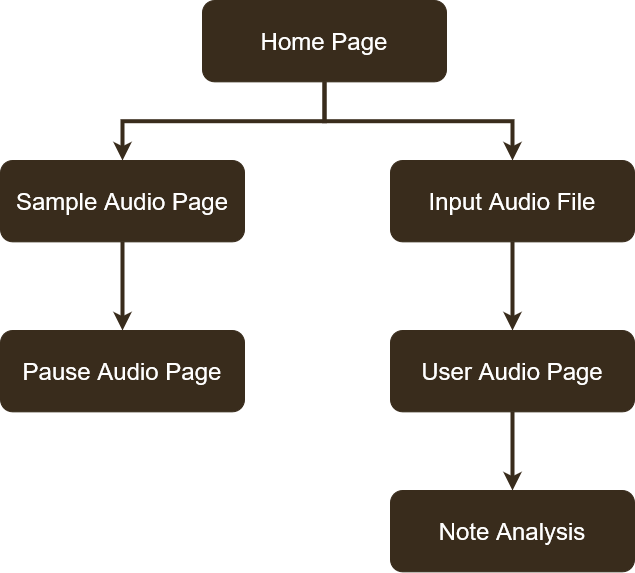 Home Page
Sample Audio Page
Input Audio File
Pause Audio Page
User Audio Page
Note Analysis